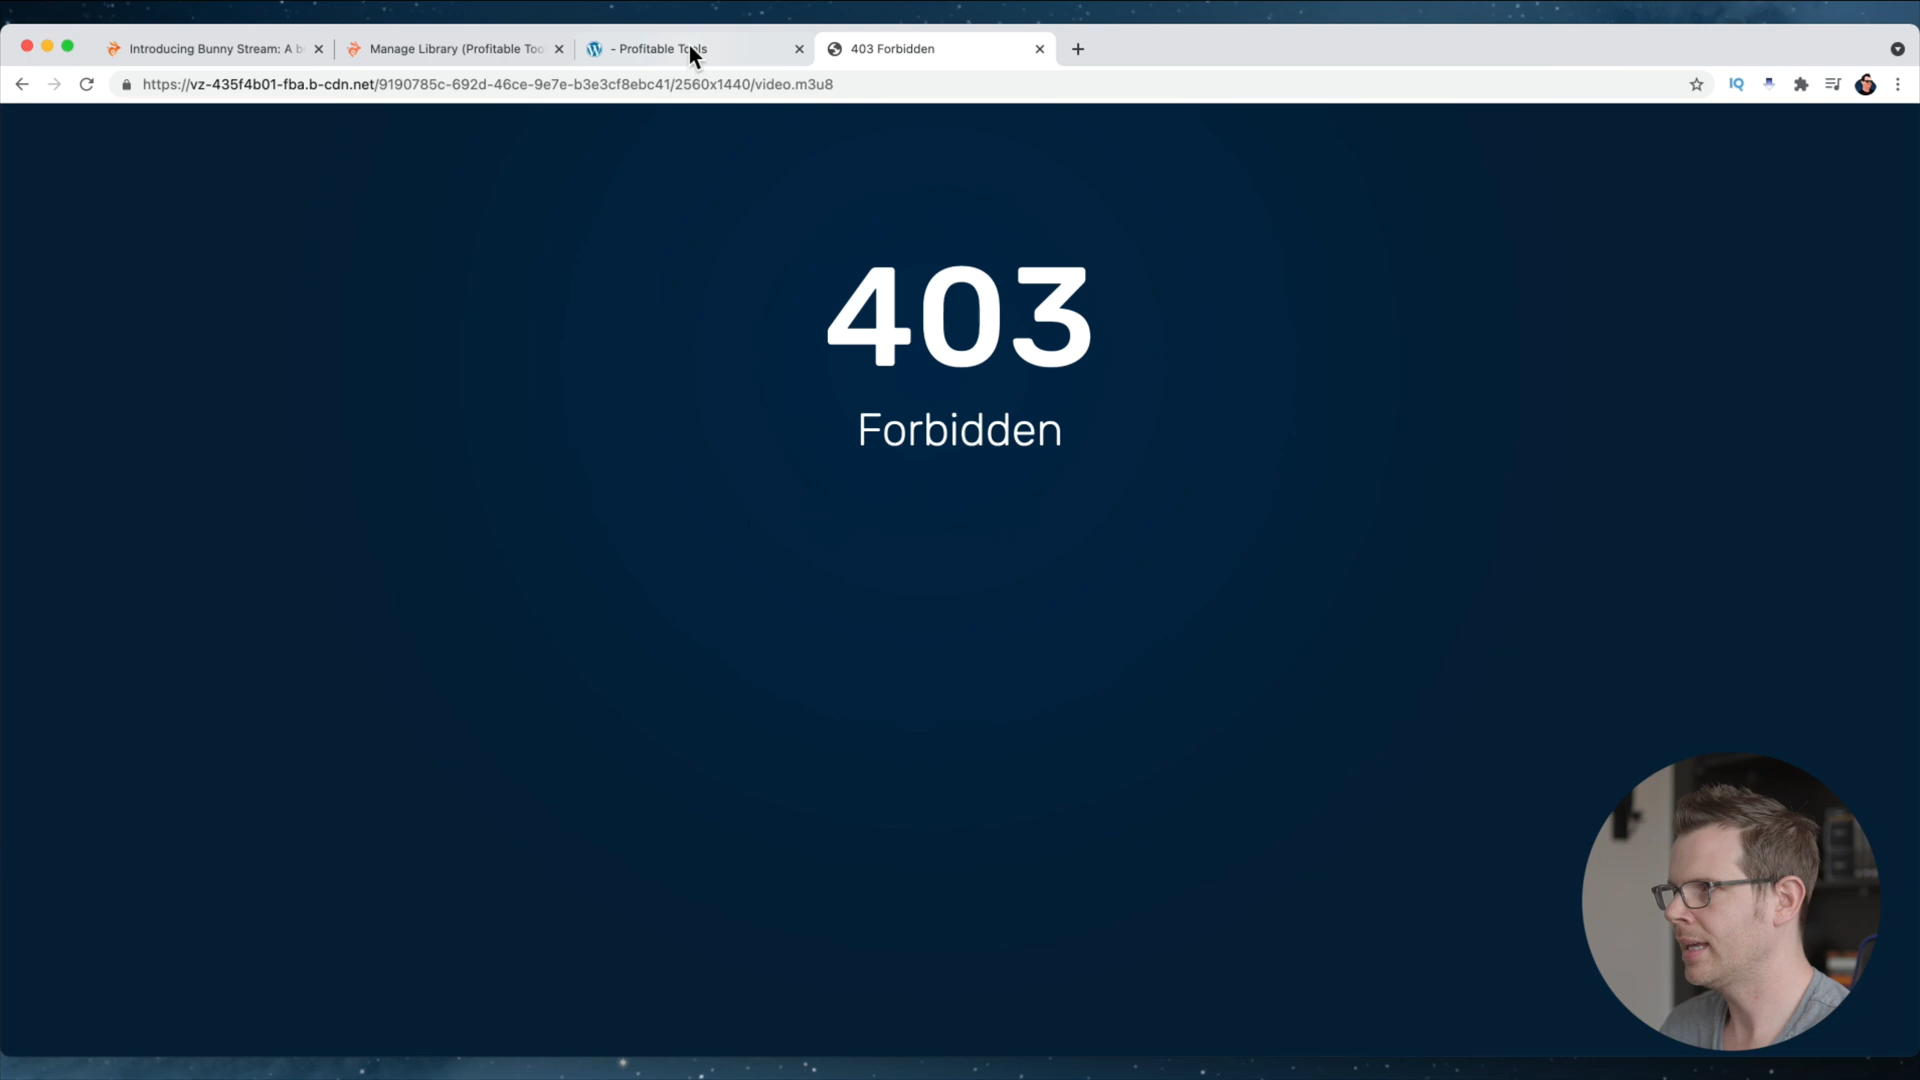 Introducing Bunny Stream: A b
Manage Library (Profitable Too
- Profitable Tools
403 Forbidden
https://vz-435f4b01-fba.b-cdn.net/9190785c-692d-46ce-9e7e-b3e3cf8ebc41/2560x1440/video.m3u8
IQ
403
Forbidden